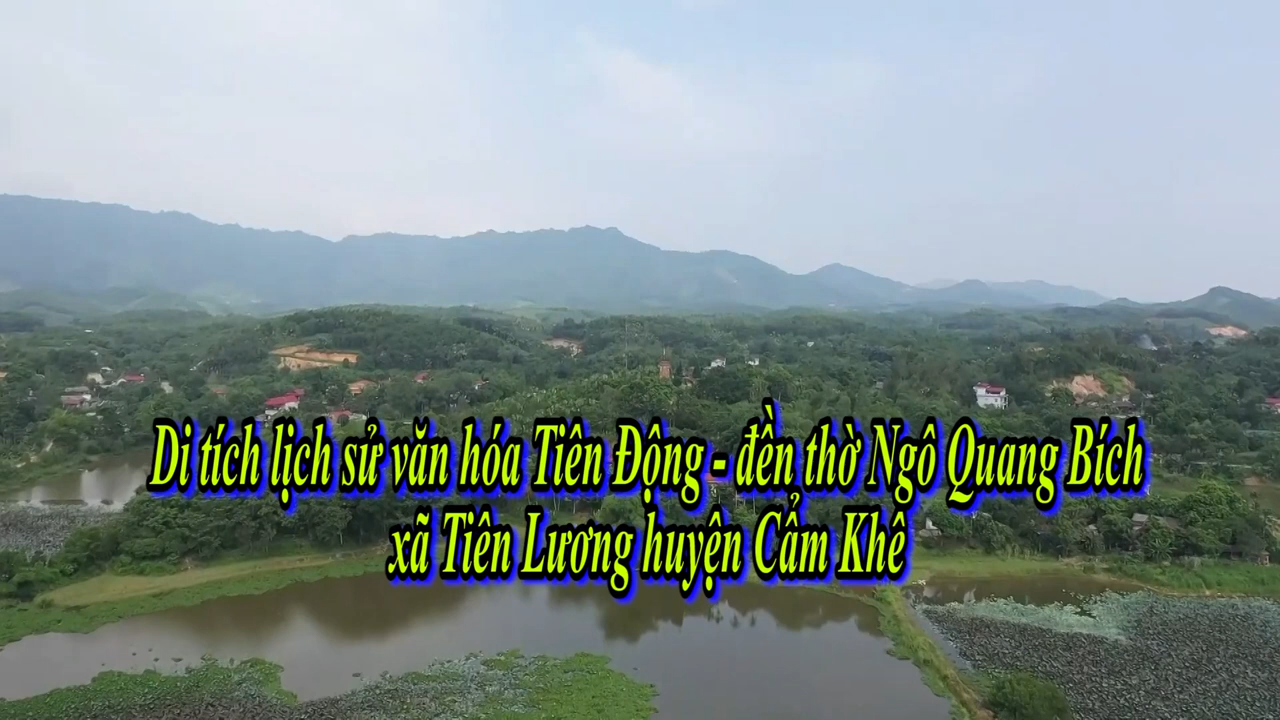 Di tích lịch sử văn hóa Tiên Động - đền thờ Ngô Quang Bích
xã Tiên Lương huyện Cẩm Khê